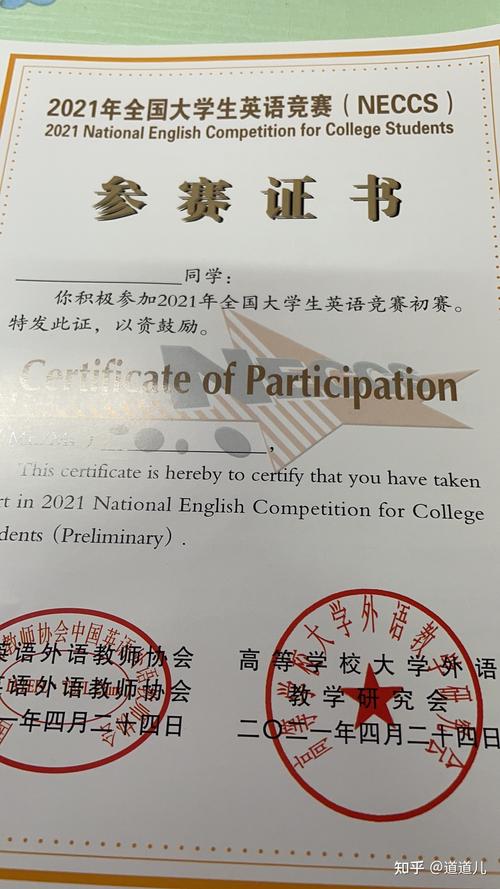 2021年全国大学生英语竞赛（NECCS）
2021 National English Competition for College Students
参赛证书
同学：
你积极参加2021年全国大学生英语竞赛初赛。
特发此证，以资鼓励。
NECCS
Certificate of Participation
Mr./Ms.
This certificate is hereby to certify that you have taken
rt in 2021 National English Competition for College
dents (Preliminary).
英语外语教师协会
英语外语教师协会
一年四月二十四日
高等学校大学外语
教学研究会
二〇二一年四月二十四日
知乎 @道道儿